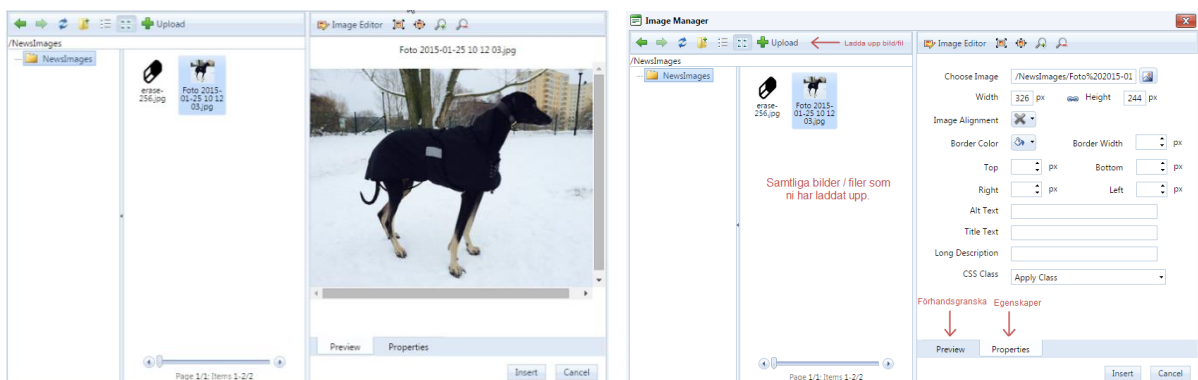 Upload
Image Editor
/NewsImages
NewsImages
erase-
256.jpg
Foto 2015-
01-25 10 12
03.jpg
Foto 2015-01-25 10 12 03.jpg
Preview
Properties
Page 1/1: Items 1-2/2
Insert
Cancel
Image Manager
Upload
Ladda upp bild/fil
Image Editor
/NewsImages
NewsImages
erase-
256.jpg
Foto 2015-
01-25 10 12
03.jpg
Samtliga bilder / filer som
ni har laddat upp.
Choose Image /NewsImages/Foto%202015-01
Width 326 px Height 244 px
Image Alignment
Border Color Border Width px
Top px Bottom px
Right px Left px
Alt Text
Title Text
Long Description
CSS Class Apply Class
Förhandsgranska Egenskaper
Preview Properties
Page 1/1: Items 1-2/2
Insert Cancel